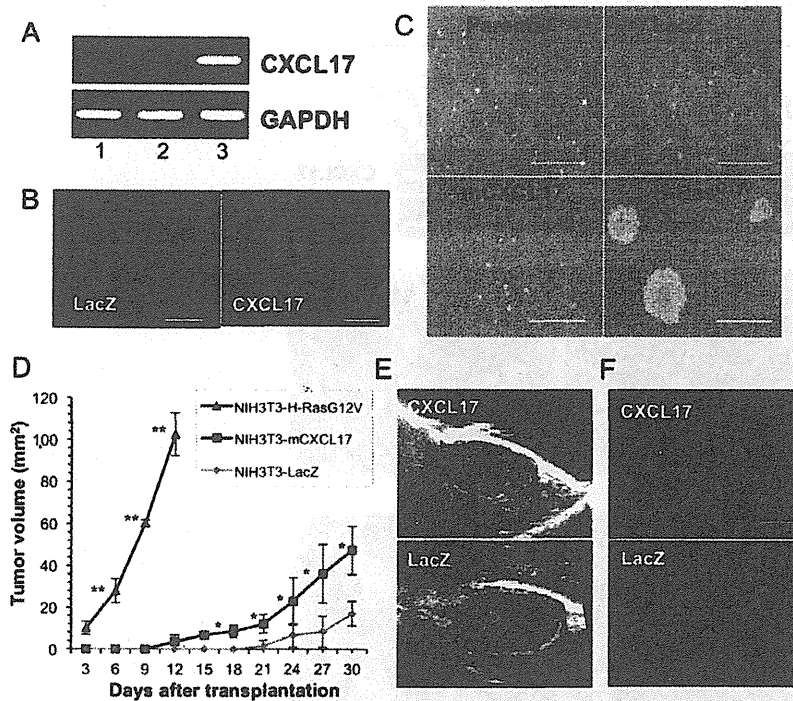 A
CXCL17
GAPDH
1 2 3
B
LacZ
CXCL17
C
D
Tumor volume (mm²)
120
100
80
60
40
20
0
NIH3T3-H-RasG12V
NIH3T3-mCXCL17
NIH3T3-LacZ
**
**
**
**
*
*
*
*
*
3 6 9 12 15 18 21 24 27 30
Days after transplantation
E
CXCL17
LacZ
F
CXCL17
LacZ